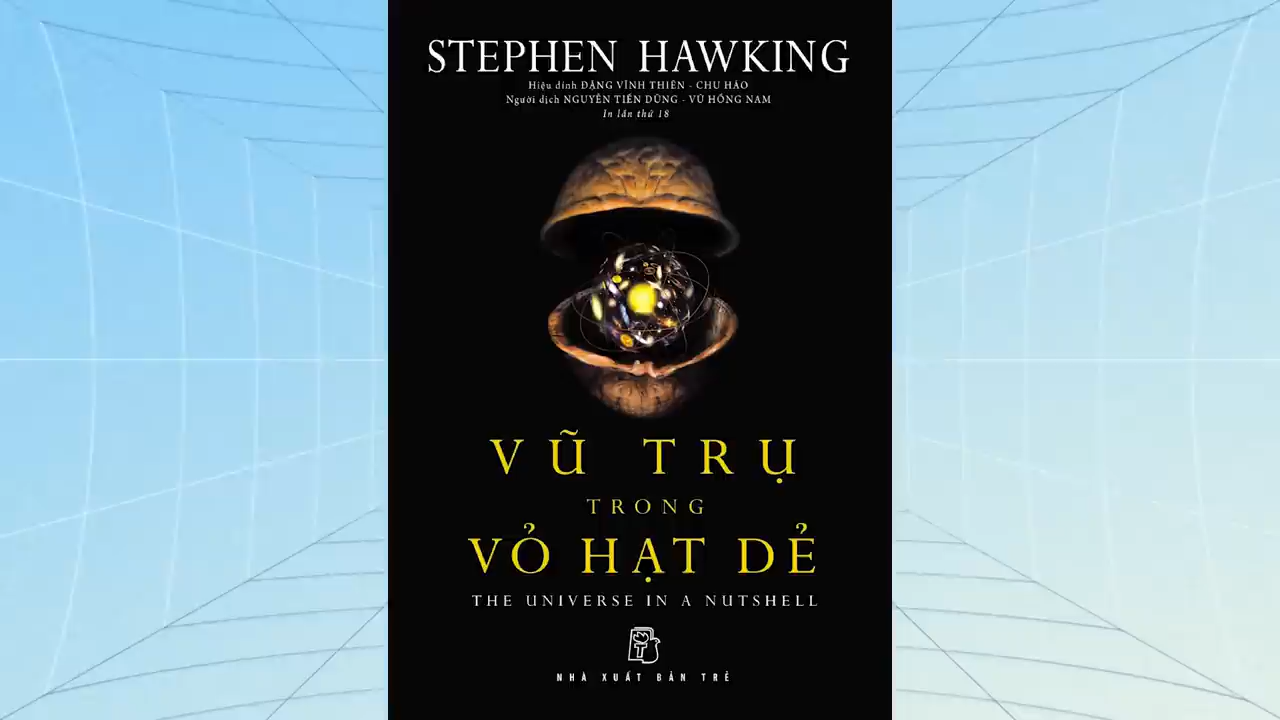 STEPHEN HAWKING
Hiệu đính ĐẶNG VĨNH THIÊN - CHU HẢO
Người dịch NGUYỄN TIẾN DŨNG - VŨ HỒNG NAM
In lần thứ 18
VŨ TRỤ
TRONG
VỎ HẠT DẺ
THE UNIVERSE IN A NUTSHELL
T
NHÀ XUẤT BẢN TRẺ